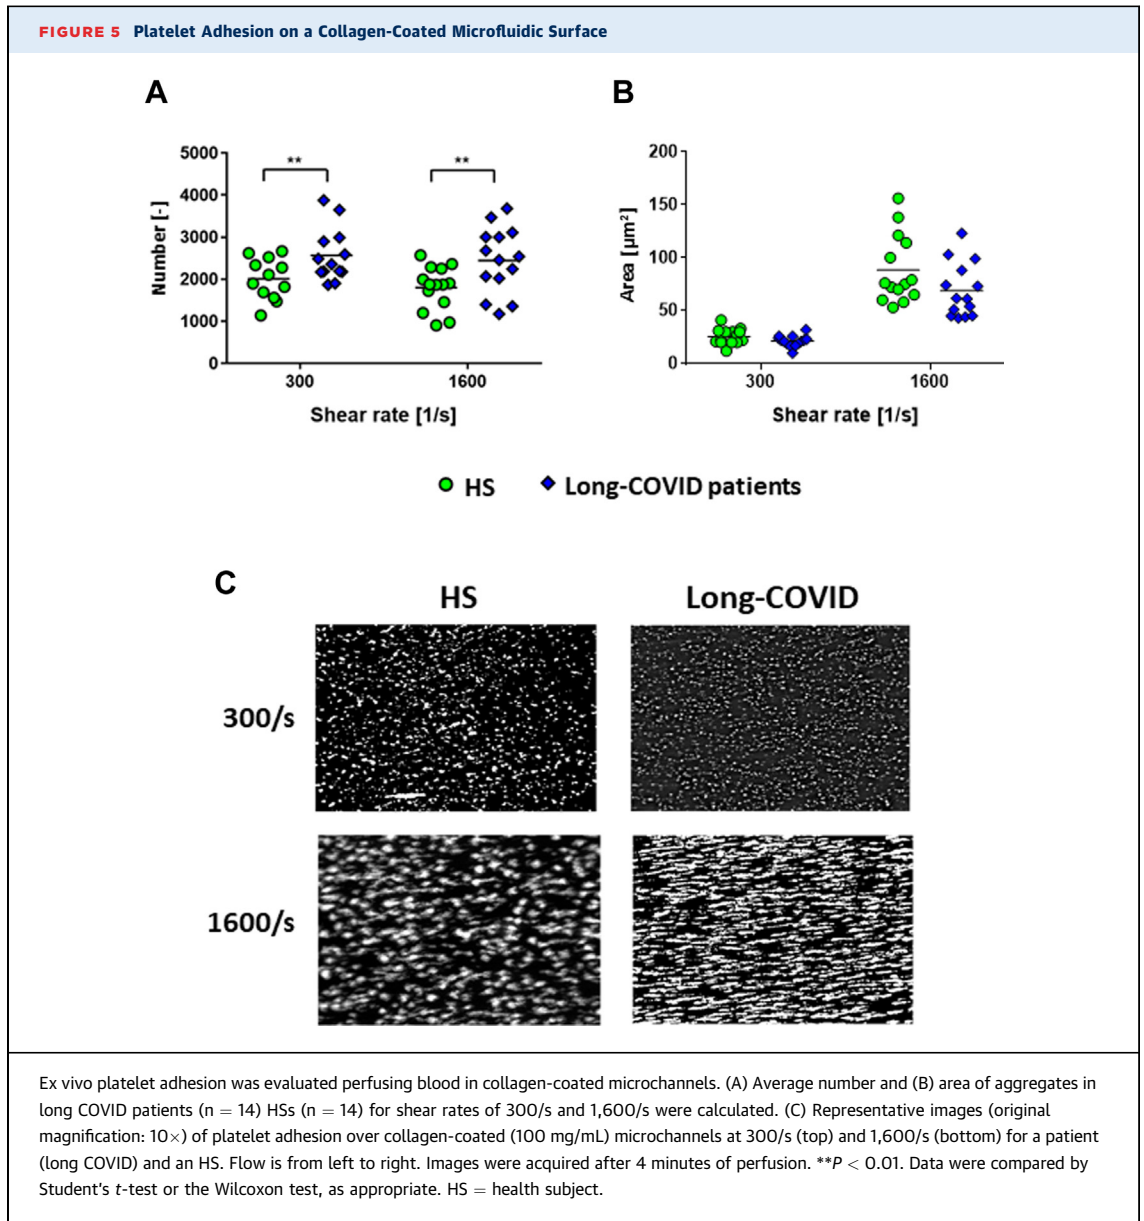 FIGURE 5 Platelet Adhesion on a Collagen-Coated Microfluidic Surface
A
B
5000
4000
3000
2000
1000
0
Number [-]
**
**
300
1600
Shear rate [1/s]
200
150
100
50
0
Area [µm²]
300
1600
Shear rate [1/s]
HS
Long-COVID patients
C
HS
Long-COVID
300/s
1600/s
Ex vivo platelet adhesion was evaluated perfusing blood in collagen-coated microchannels. (A) Average number and (B) area of aggregates in
long COVID patients (n = 14) HSs (n = 14) for shear rates of 300/s and 1,600/s were calculated. (C) Representative images (original
magnification: 10×) of platelet adhesion over collagen-coated (100 mg/mL) microchannels at 300/s (top) and 1,600/s (bottom) for a patient
(long COVID) and an HS. Flow is from left to right. Images were acquired after 4 minutes of perfusion. **P < 0.01. Data were compared by
Student's t-test or the Wilcoxon test, as appropriate. HS = health subject.